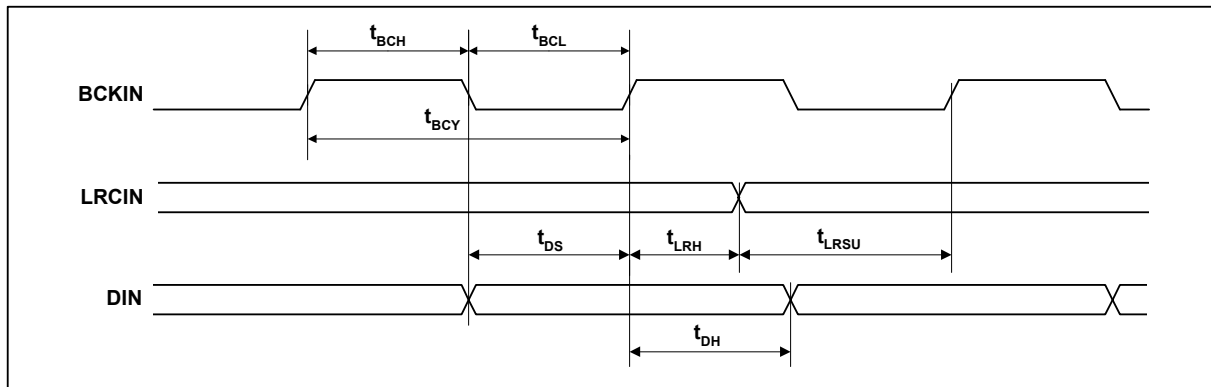 tBCH
tBCL
BCKIN
tBCY
LRCIN
tDS
tLRH
tLRSU
DIN
tDH